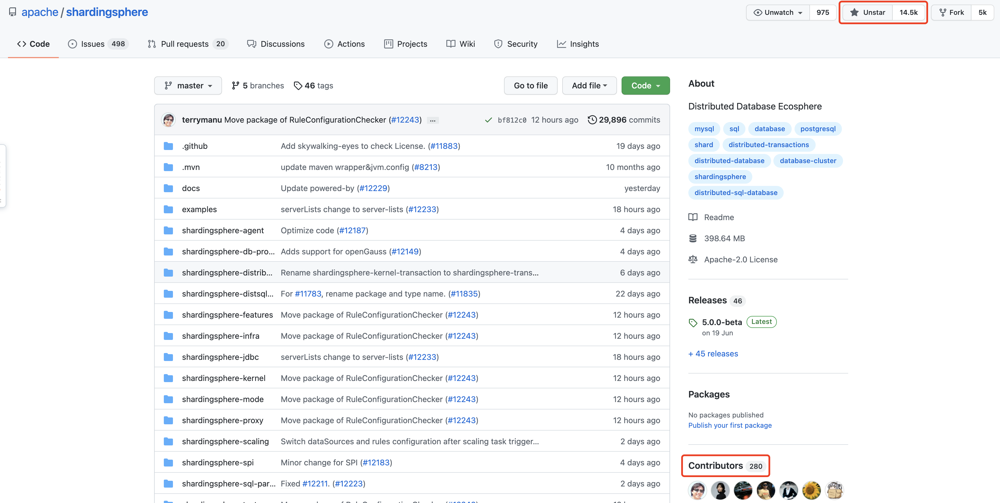 apache / shardingsphere
Unwatch 975
Unstar 14.5k
Fork 5k
Code
Issues 498
Pull requests 20
Discussions
Actions
Projects
Wiki
Security
Insights
master
5 branches
46 tags
Go to file
Add file
Code
terrymanu Move package of RuleConfigurationChecker (#12243) ...
bf812c0 12 hours ago
29,896 commits
.github Add skywalking-eyes to check License. (#11883) 19 days ago
.mvn update maven wrapper&jvm.config (#8213) 10 months ago
docs Update powered-by (#12229) yesterday
examples serverLists change to server-lists (#12233) 18 hours ago
shardingsphere-agent Optimize code (#12187) 4 days ago
shardingsphere-db-pro... Adds support for openGauss (#12149) 4 days ago
shardingsphere-distrib... Rename shardingsphere-kernel-transaction to shardingsphere-trans... 6 days ago
shardingsphere-distsql... For #11783, rename package and type name. (#11835) 22 days ago
shardingsphere-features Move package of RuleConfigurationChecker (#12243) 12 hours ago
shardingsphere-infra Move package of RuleConfigurationChecker (#12243) 12 hours ago
shardingsphere-jdbc serverLists change to server-lists (#12233) 18 hours ago
shardingsphere-kernel Move package of RuleConfigurationChecker (#12243) 12 hours ago
shardingsphere-mode Move package of RuleConfigurationChecker (#12243) 12 hours ago
shardingsphere-proxy Move package of RuleConfigurationChecker (#12243) 12 hours ago
shardingsphere-scaling Switch dataSources and rules configuration after scaling task trigger... 2 days ago
shardingsphere-spi Minor change for SPI (#12183) 4 days ago
shardingsphere-sql-par... Fixed #12211. (#12223) 2 days ago
About
Distributed Database Ecosphere
mysql sql database postgresql
shard distributed-transactions
distributed-database database-cluster
shardingsphere
distributed-sql-database
Readme
398.64 MB
Apache-2.0 License
Releases 46
5.0.0-beta Latest
on 19 Jun
+ 45 releases
Packages
No packages published
Publish your first package
Contributors 280